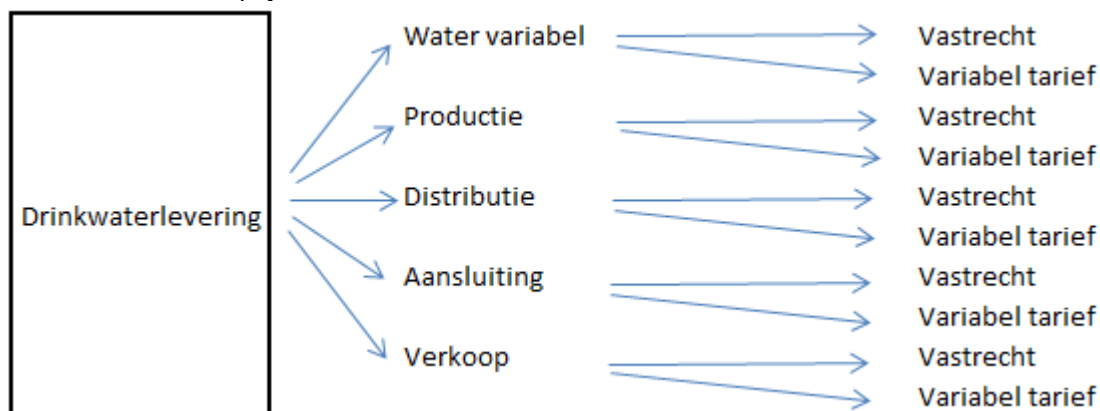 Water variabel Vastrecht
Variabel tarief
Productie Vastrecht
Variabel tarief
Drinkwaterlevering Distributie Vastrecht
Variabel tarief
Aansluiting Vastrecht
Variabel tarief
Verkoop Vastrecht
Variabel tarief